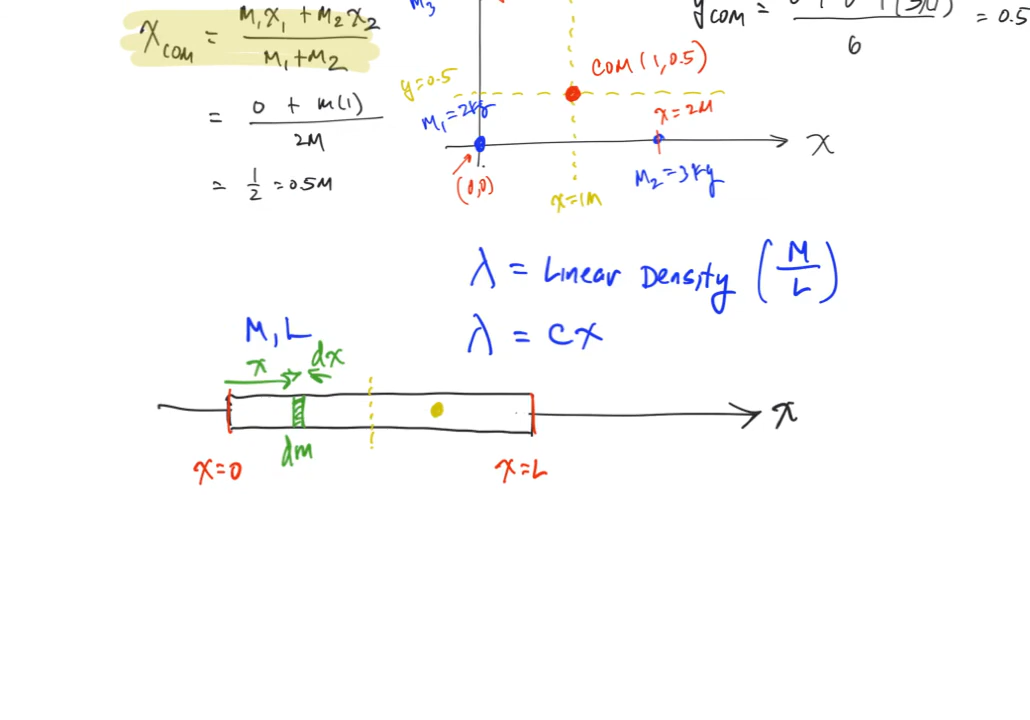 X_COM = (M₁X₁ + M₂X₂)/(M₁+M₂)
= (0 + M(1))/2M
= 1/2 = 0.5M
M₃
y_COM =
6
= 0.5
y=0.5
COM(1,0.5)
M₁=2kg
x=2M
x
(0,0)
x=1M
M₂=3kg
λ = Linear Density (M/L)
λ = cx
M, L
x
dx
x
dm
x=0
x=L